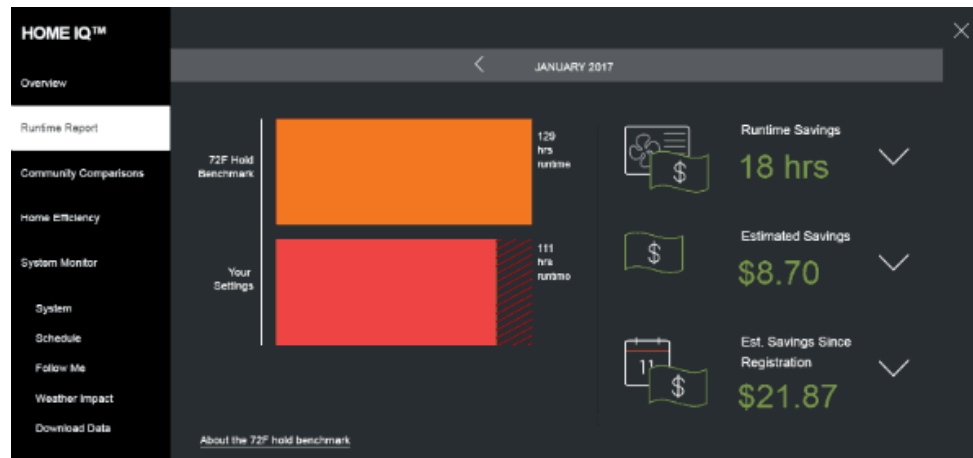 HOME IQ™
Overview
Runtime Report
Community Comparisons
Home Efficiency
System Monitor
System
Schedule
Follow Me
Weather Impact
Download Data
JANUARY 2017
72F Hold
Benchmark
129
hrs
runtime
Your
Settings
111
hrs
runtime
About the 72F hold benchmark
$
Runtime Savings
18 hrs
$
Estimated Savings
$8.70
11
$
Est. Savings Since
Registration
$21.87